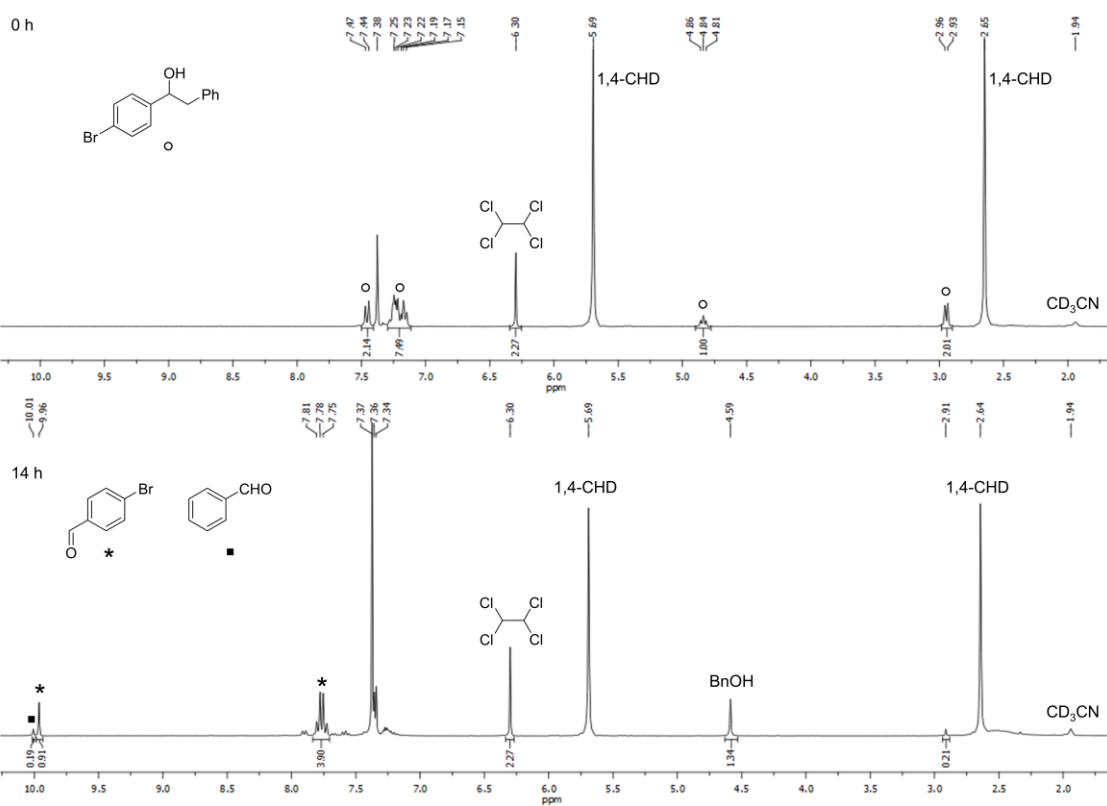 0 h
7.47
7.44
7.38
7.25
7.23
7.22
7.19
7.17
7.15
6.30
5.69
4.86
4.84
4.81
2.96
2.93
2.65
1.94
OH
Ph
Br
1,4-CHD
1,4-CHD
Cl Cl
Cl Cl
CD3CN
2.14
7.49
2.27
1.00
2.01
10.0 9.5 9.0 8.5 8.0 7.5 7.0 6.5 6.0 5.5 5.0 4.5 4.0 3.5 3.0 2.5 2.0
ppm
10.01
9.96
7.81
7.78
7.75
7.37
7.36
7.34
6.30
5.69
4.59
2.91
2.64
1.94
14 h
Br
O
*
CHO
1,4-CHD
1,4-CHD
Cl Cl
Cl Cl
BnOH
*
*
CD3CN
0.19
0.91
3.90
2.27
1.34
0.21
10.0 9.5 9.0 8.5 8.0 7.5 7.0 6.5 6.0 5.5 5.0 4.5 4.0 3.5 3.0 2.5 2.0
ppm